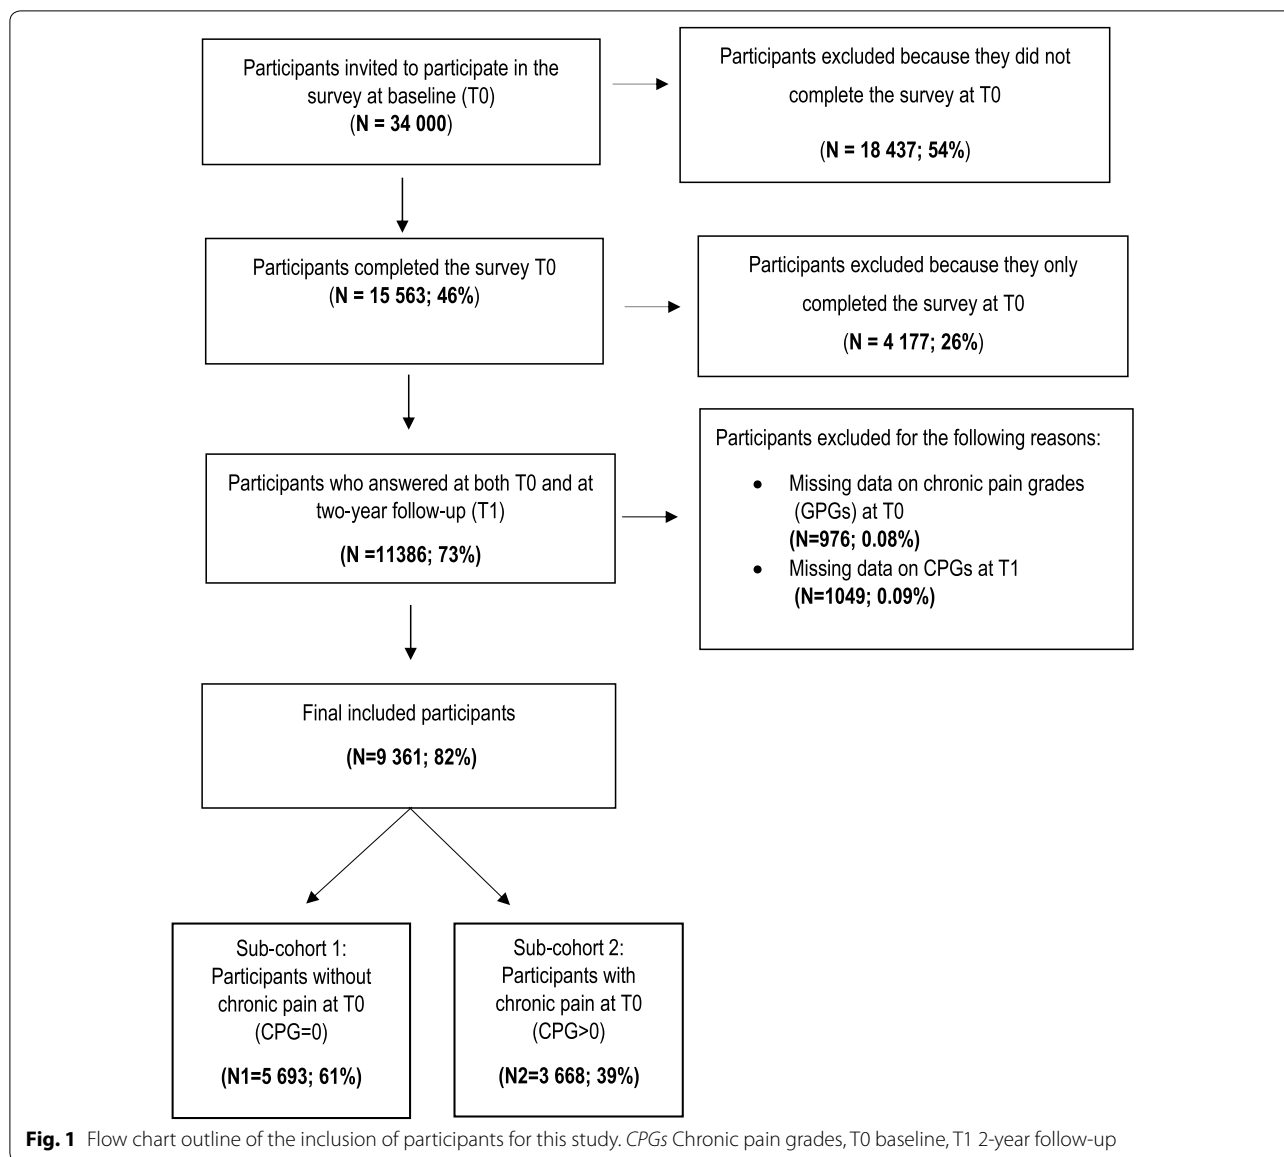 Participants invited to participate in the
survey at baseline (T0)
(N = 34 000)
Participants excluded because they did not
complete the survey at T0
(N = 18 437; 54%)
Participants completed the survey T0
(N = 15 563; 46%)
Participants excluded because they only
completed the survey at T0
(N = 4 177; 26%)
Participants who answered at both T0 and at
two-year follow-up (T1)
(N =11386; 73%)
Participants excluded for the following reasons:
• Missing data on chronic pain grades
(GPGs) at T0
(N=976; 0.08%)
• Missing data on CPGs at T1
(N=1049; 0.09%)
Final included participants
(N=9 361; 82%)
Sub-cohort 1:
Participants without
chronic pain at T0
(CPG=0)
(N1=5 693; 61%)
Sub-cohort 2:
Participants with
chronic pain at T0
(CPG>0)
(N2=3 668; 39%)
Fig. 1 Flow chart outline of the inclusion of participants for this study. CPGs Chronic pain grades, T0 baseline, T1 2-year follow-up